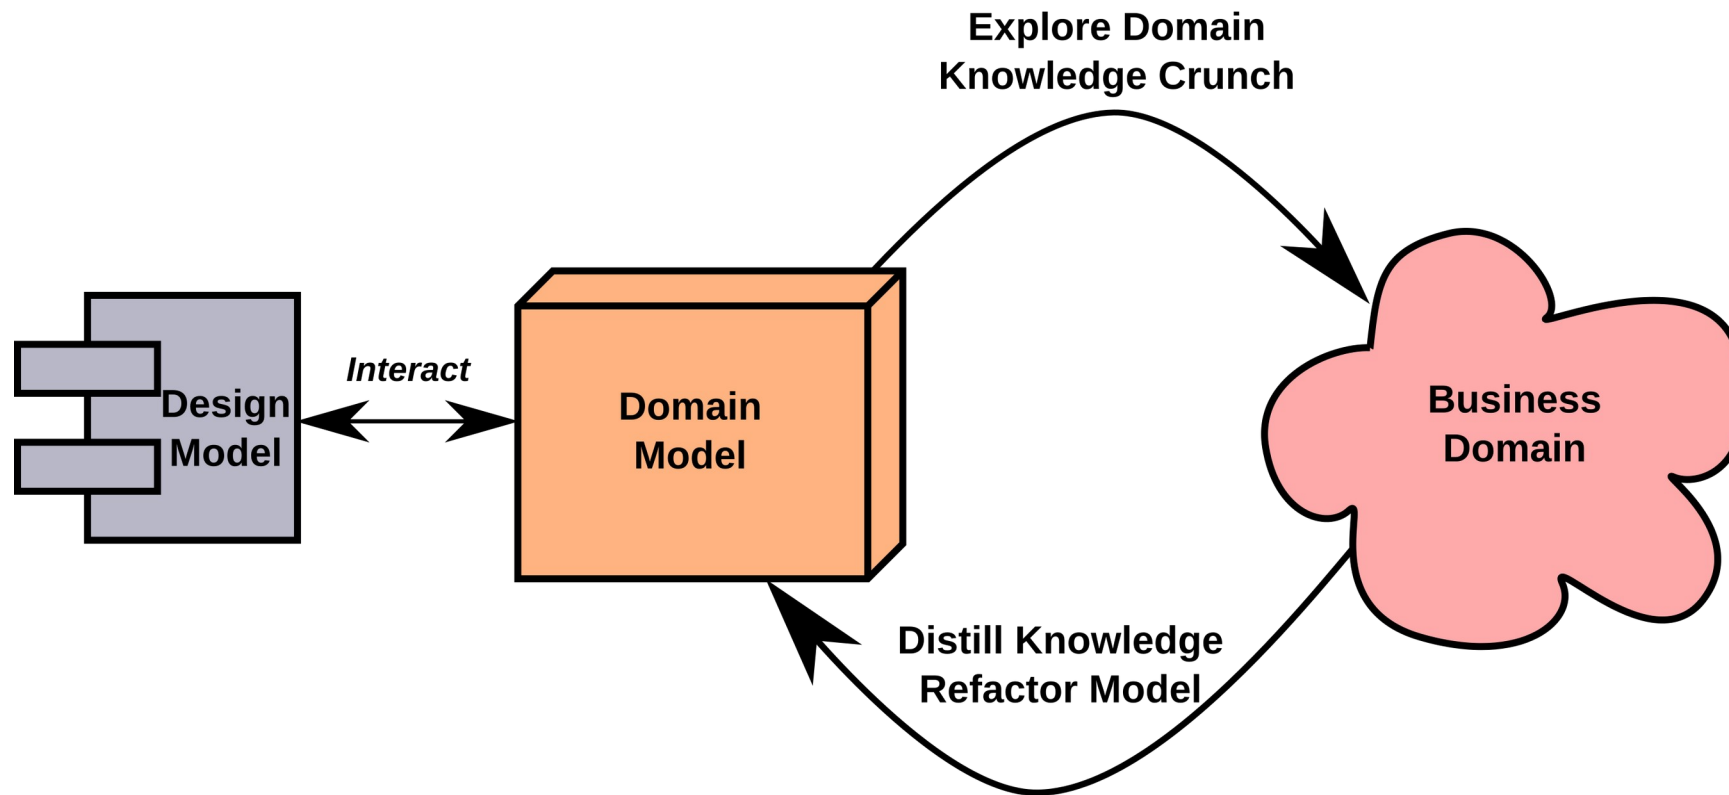 Explore Domain
Knowledge Crunch
Interact
Design
Model
Domain
Model
Business
Domain
Distill Knowledge
Refactor Model